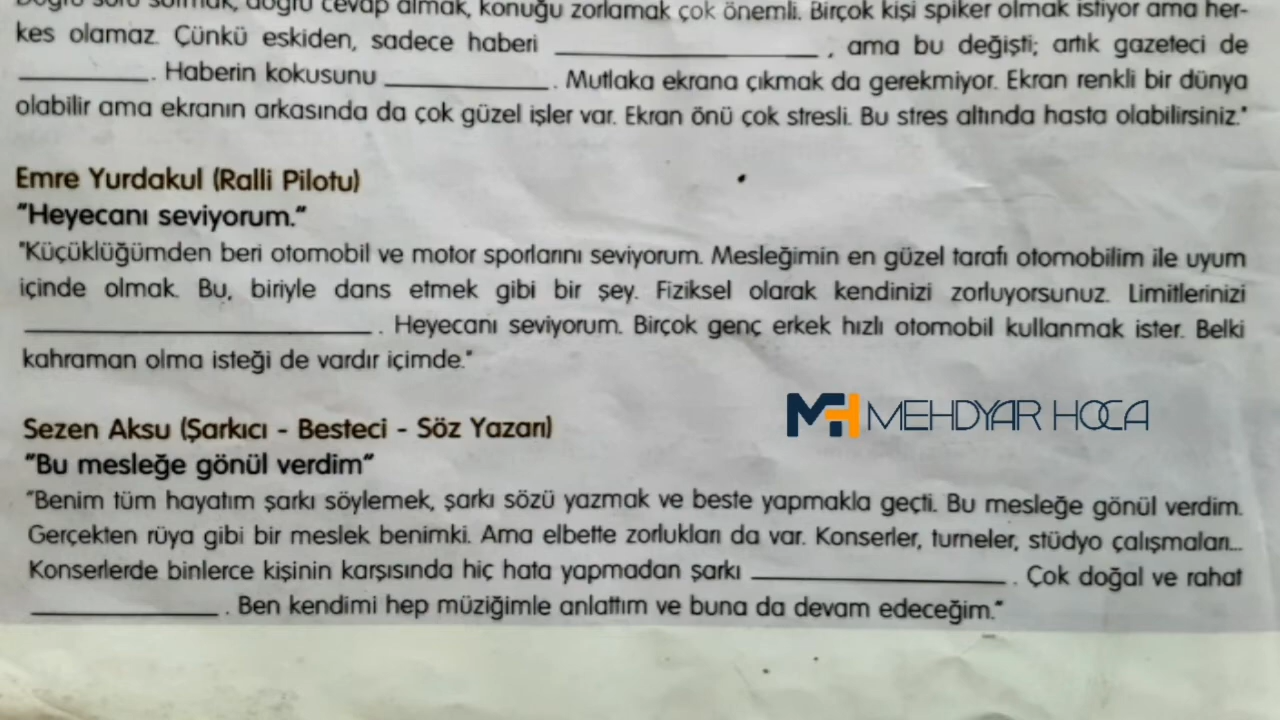 Doğru soru sormak, doğru cevap almak, konuğu zorlamak çok önemli. Birçok kişi spiker olmak istiyor ama her-
kes olamaz. Çünkü eskiden, sadece haberi ____________________ , ama bu değişti; artık gazeteci de
__________. Haberin kokusunu ____________. Mutlaka ekrana çıkmak da gerekmiyor. Ekran renkli bir dünya
olabilir ama ekranın arkasında da çok güzel işler var. Ekran önü çok stresli. Bu stres altında hasta olabilirsiniz."
Emre Yurdakul (Ralli Pilotu)
"Heyecanı seviyorum."
"Küçüklüğümden beri otomobil ve motor sporlarını seviyorum. Mesleğimin en güzel tarafı otomobilim ile uyum
içinde olmak. Bu, biriyle dans etmek gibi bir şey. Fiziksel olarak kendinizi zorluyorsunuz. Limitlerinizi
__________________________ . Heyecanı seviyorum. Birçok genç erkek hızlı otomobil kullanmak ister. Belki
kahraman olma isteği de vardır içimde."
MH MEHDYAR HOCA
Sezen Aksu (Şarkıcı - Besteci - Söz Yazarı)
"Bu mesleğe gönül verdim"
"Benim tüm hayatım şarkı söylemek, şarkı sözü yazmak ve beste yapmakla geçti. Bu mesleğe gönül verdim.
Gerçekten rüya gibi bir meslek benimki. Ama elbette zorlukları da var. Konserler, turneler, stüdyo çalışmaları...
Konserlerde binlerce kişinin karşısında hiç hata yapmadan şarkı ___________________ . Çok doğal ve rahat
______________ . Ben kendimi hep müziğimle anlattım ve buna da devam edeceğim."